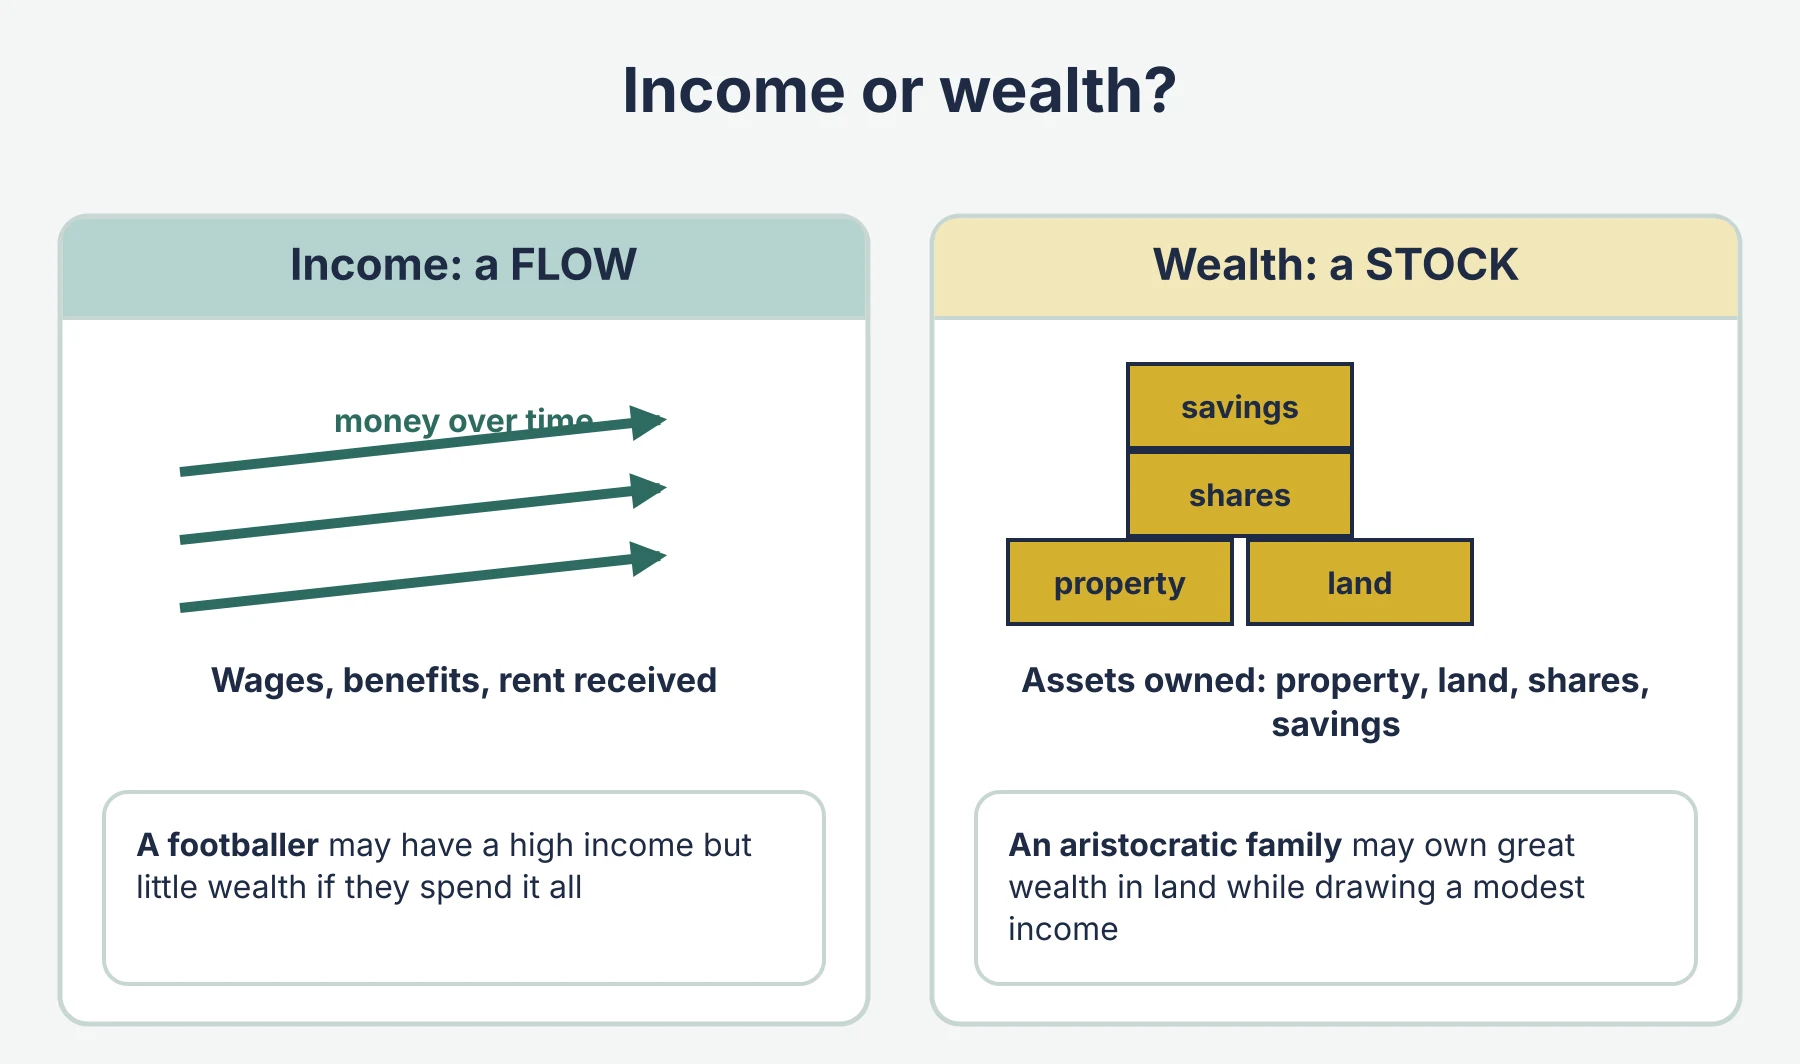 Income or wealth?
Income: a FLOW
money over time
Wages, benefits, rent received
A footballer may have a high income but
little wealth if they spend it all
Wealth: a STOCK
savings
shares
property
land
Assets owned: property, land, shares,
savings
An aristocratic family may own great
wealth in land while drawing a modest
income